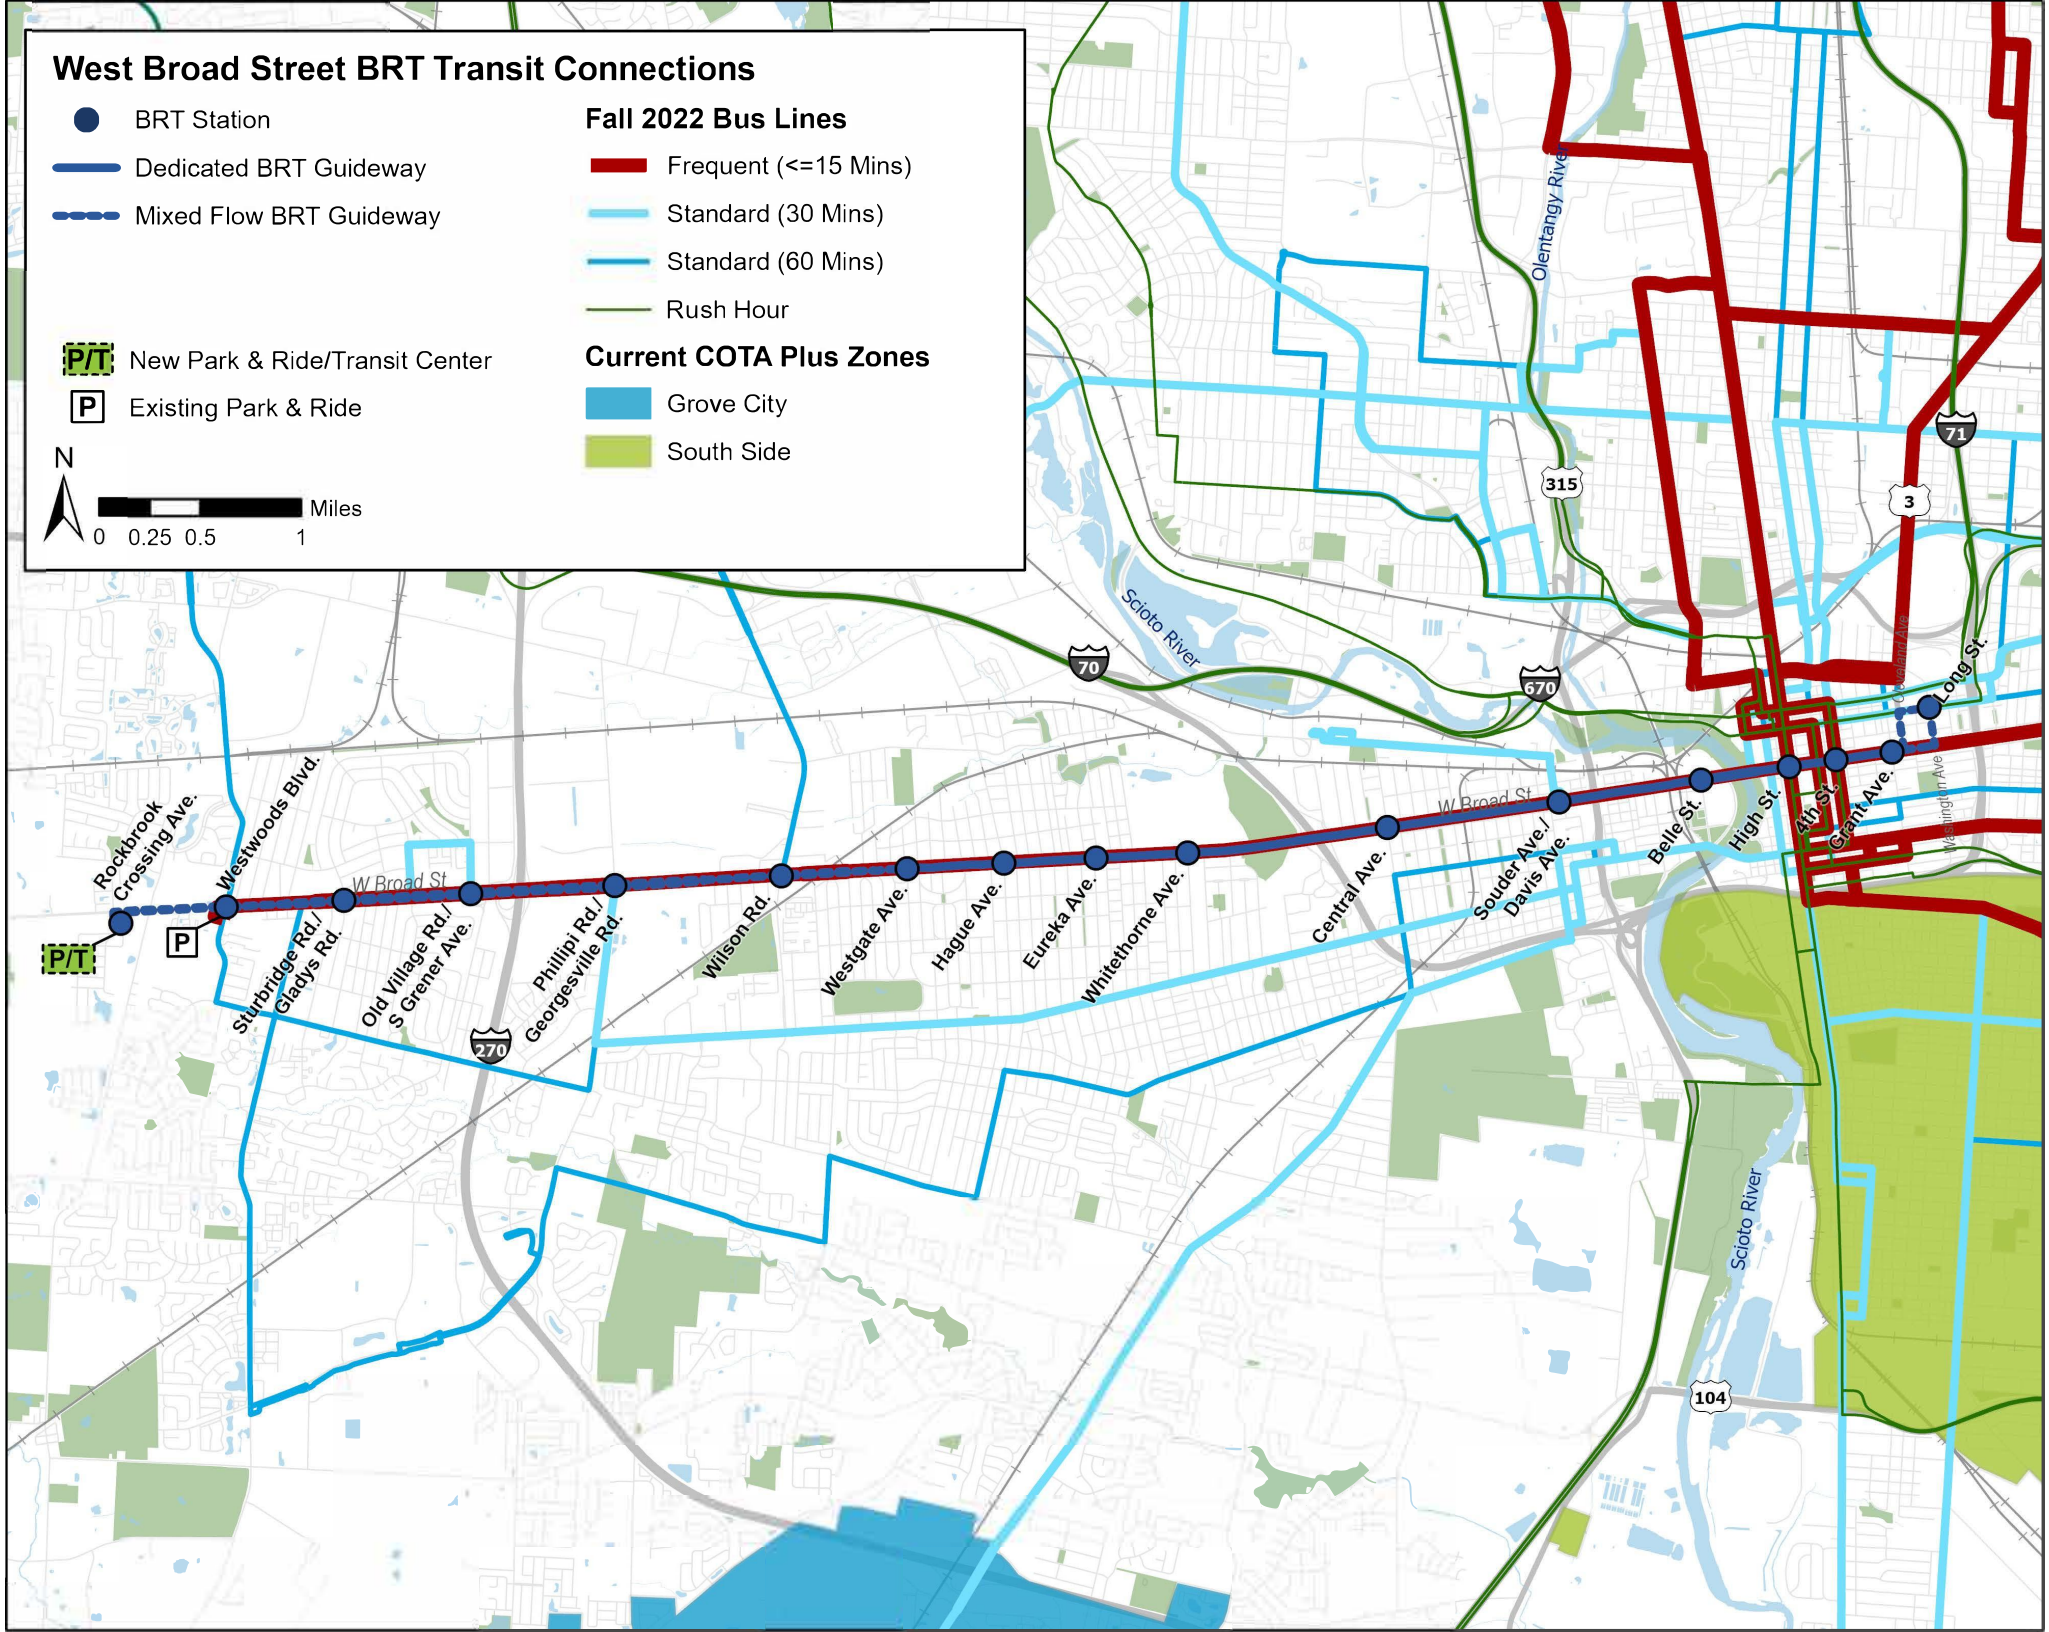 West Broad Street BRT Transit Connections
BRT Station
Dedicated BRT Guideway
Mixed Flow BRT Guideway
P/T New Park & Ride/Transit Center
P Existing Park & Ride
Fall 2022 Bus Lines
Frequent (<=15 Mins)
Standard (30 Mins)
Standard (60 Mins)
Rush Hour
Current COTA Plus Zones
Grove City
South Side
N
Miles
0 0.25 0.5 1
Olentangy River
71
315
3
Scioto River
70
670
Cleveland Ave
Long St.
Rockbrook
Crossing Ave.
Westwoods Blvd.
P/T
P
W Broad St
Sturbridge Rd./
Gladys Rd.
Old Village Rd./
S Grener Ave.
Phillipi Rd./
Georgesville Rd.
Wilson Rd.
Westgate Ave.
Hague Ave.
Eureka Ave.
Whitethorne Ave.
Central Ave.
W Broad St
Souder Ave./
Davis Ave.
Belle St.
High St.
4th St.
Grant Ave.
Washington Ave
270
Scioto River
104